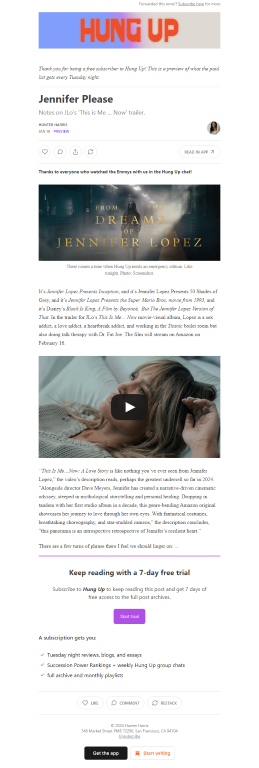 Forwarded this email? Subscribe here for more
HUNG UP
Thank you for being a free subscriber to Hung Up! This is a preview of what the paid
list gets every Tuesday night.
Jennifer Please
Notes on JLo's 'This is Me ... Now' trailer.
HUNTER HARRIS
JAN 16 • PREVIEW
READ IN APP
Thanks to everyone who watched the Emmys with us in the Hung Up chat!
FROM THE
DREAMS
OF
JENNIFER LOPEZ
There comes a time when Hung Up sends an emergency edition. Like
tonight. Photo: Screenshot
It's Jennifer Lopez Presents Inception, and it's Jennifer Lopez Presents 50 Shades of
Grey, and it's Jennifer Lopez Presents the Super Mario Bros. movie from 1993, and
it's Disney's Black Is King, A Film by Beyoncé, But The Jennifer Lopez Version of
That. In the trailer for JLo's This Is Me... Now movie-visual album, Lopez is a sex
addict, a love addict, a heartbreak addict, and working in the Titanic boiler room but
also doing talk therapy with Dr. Fat Joe. The film will stream on Amazon on
February 16.
"This Is Me…Now: A Love Story is like nothing you've ever seen from Jennifer
Lopez," the video's description reads, perhaps the greatest undersell so far in 2024.
"Alongside director Dave Meyers, Jennifer has created a narrative-driven cinematic
odyssey, steeped in mythological storytelling and personal healing. Dropping in
tandem with her first studio album in a decade, this genre-bending Amazon original
showcases her journey to love through her own eyes. With fantastical costumes,
breathtaking choreography, and star-studded cameos," the description concludes,
"this panorama is an introspective retrospective of Jennifer's resilient heart."
There are a few turns of phrase there I feel we should linger on: ...
Keep reading with a 7-day free trial
Subscribe to Hung Up to keep reading this post and get 7 days of
free access to the full post archives.
Start trial
A subscription gets you:
✓ Tuesday night reviews, blogs, and essays
✓ Succession Power Rankings + weekly Hung Up group chats
✓ full archive and monthly playlists
LIKE
COMMENT
RESTACK
© 2024 Hunter Harris
548 Market Street PMB 72296, San Francisco, CA 94104
Unsubscribe
Get the app
Start writing